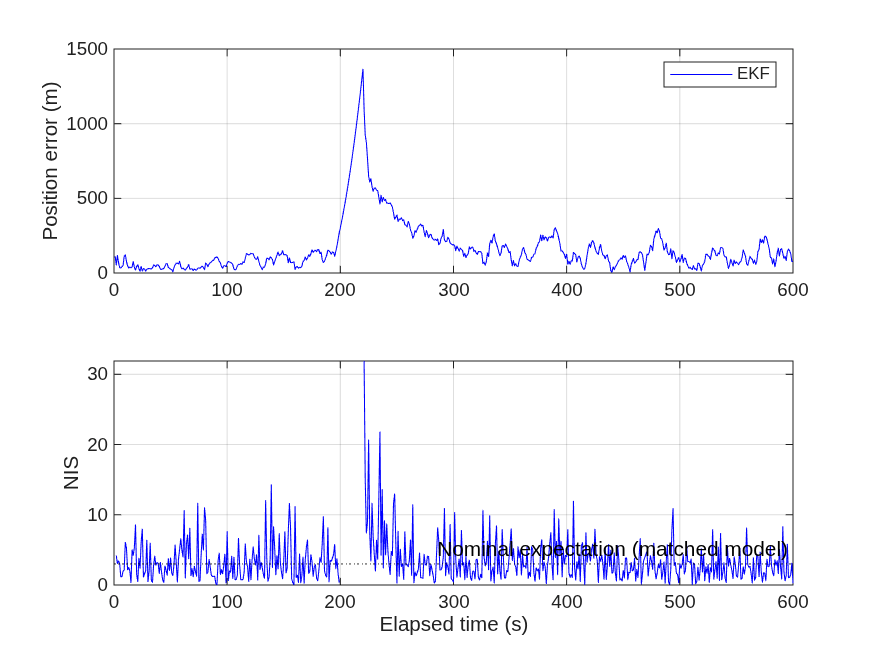 1500
1000
500
0
Position error (m)
EKF
0 100 200 300 400 500 600
30
20
10
0
NIS
Nominal expectation (matched model)
0 100 200 300 400 500 600
Elapsed time (s)